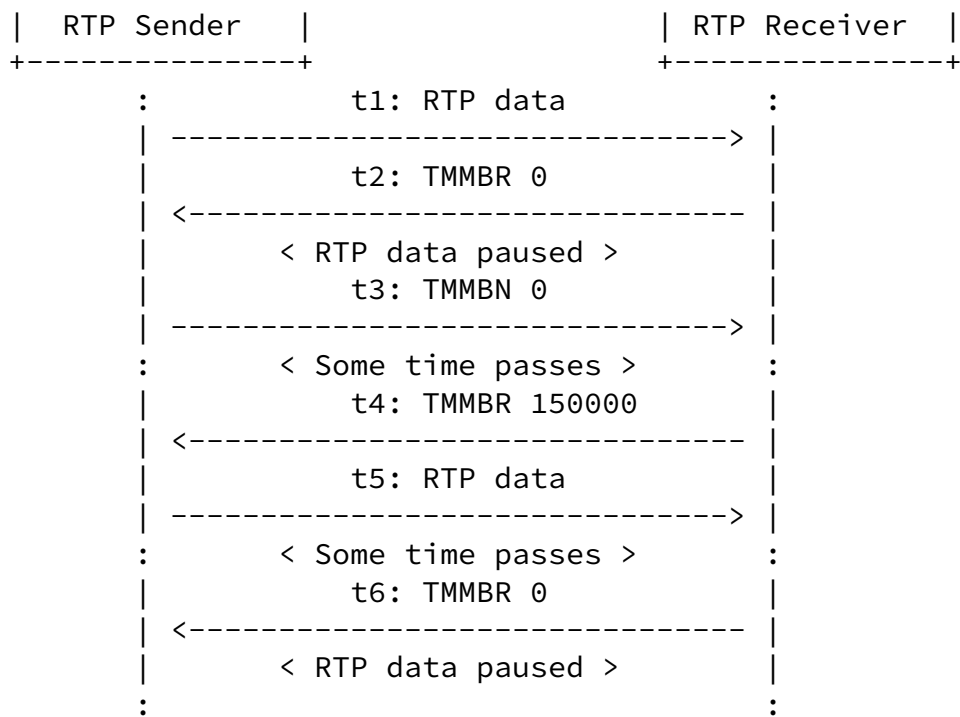 |  RTP Sender   |                   | RTP Receiver  |
+---------------+                   +---------------+
       :           t1: RTP data           :
       | -------------------------------> |
       |           t2: TMMBR 0            |
       | <------------------------------- |
       |       < RTP data paused >        |
       |           t3: TMMBN 0            |
       | -------------------------------> |
       :       < Some time passes >       :
       |           t4: TMMBR 150000       |
       | <------------------------------- |
       |           t5: RTP data           |
       | -------------------------------> |
       :       < Some time passes >       :
       |           t6: TMMBR 0            |
       | <------------------------------- |
       |       < RTP data paused >        |
       :                                  :